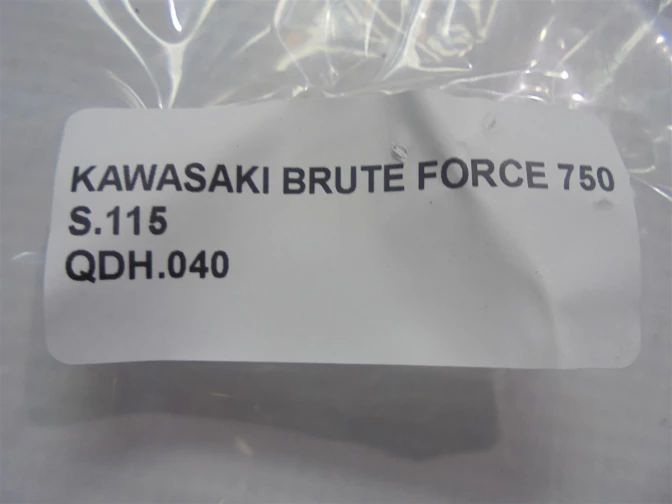 KAWASAKI BRUTE FORCE 750
S.115
QDH.040